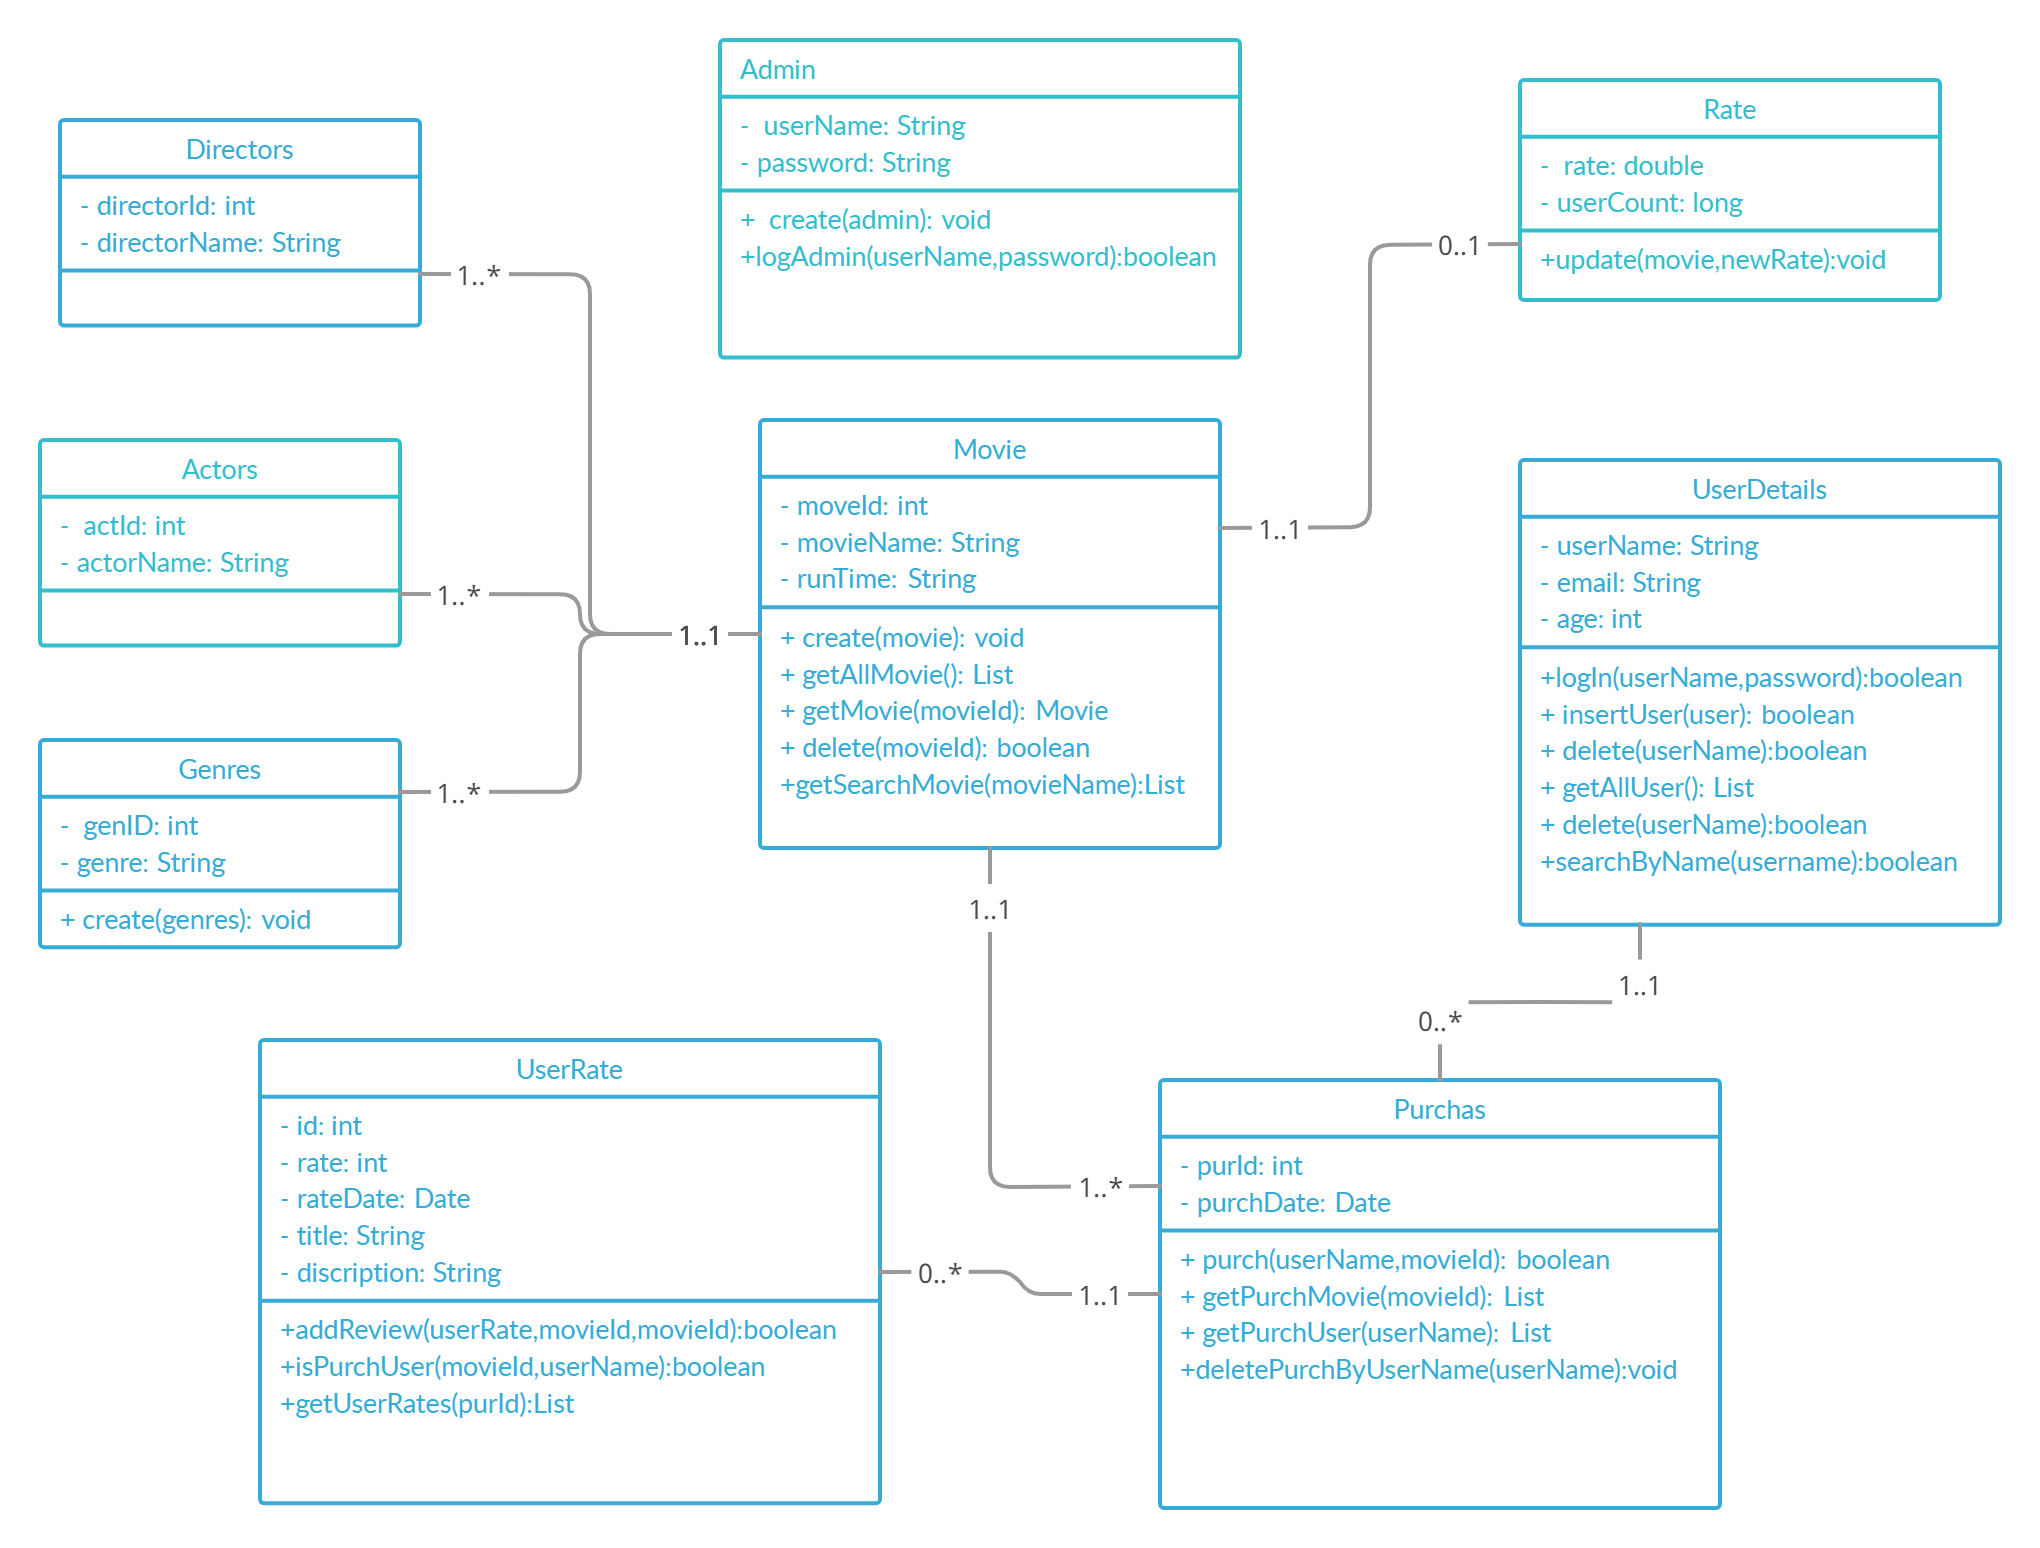 Admin
-  userName: String
- password: String
+  create(admin): void
+logAdmin(userName,password):boolean
Rate
-  rate: double
- userCount: long
+update(movie,newRate):void
0..1
1..1
Directors
- directorId: int
- directorName: String
1..*
Actors
-  actId: int
- actorName: String
1..*
Genres
-  genID: int
- genre: String
+ create(genres): void
1..*
1..1
Movie
- moveId: int
- movieName: String
- runTime: String
+ create(movie): void
+ getAllMovie(): List
+ getMovie(movieId): Movie
+ delete(movieId): boolean
+getSearchMovie(movieName):List
1..1
UserDetails
- userName: String
- email: String
- age: int
+logIn(userName,password):boolean
+ insertUser(user): boolean
+ delete(userName):boolean
+ getAllUser(): List
+ delete(userName):boolean
+searchByName(username):boolean
1..1
0..*
UserRate
- id: int
- rate: int
- rateDate: Date
- title: String
- discription: String
+addReview(userRate,movieId,movieId):boolean
+isPurchUser(movieId,userName):boolean
+getUserRates(purId):List
1..*
0..*
1..1
Purchas
- purId: int
- purchDate: Date
+ purch(userName,movieId): boolean
+ getPurchMovie(movieId): List
+ getPurchUser(userName): List
+deletePurchByUserName(userName):void